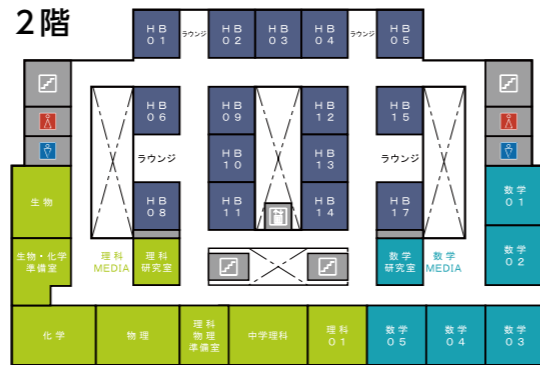 2階
HB
01
ラウンジ
HB
02
HB
03
HB
04
ラウンジ
HB
05
HB
06
HB
09
HB
12
HB
15
ラウンジ
HB
10
HB
13
ラウンジ
HB
08
HB
11
HB
14
HB
17
生物
数学
01
生物・化学
準備室
理科
MEDIA
理科
研究室
数学
研究室
数学
MEDIA
数学
02
化学
物理
理科
物理
準備室
中学理科
理科
01
数学
05
数学
04
数学
03